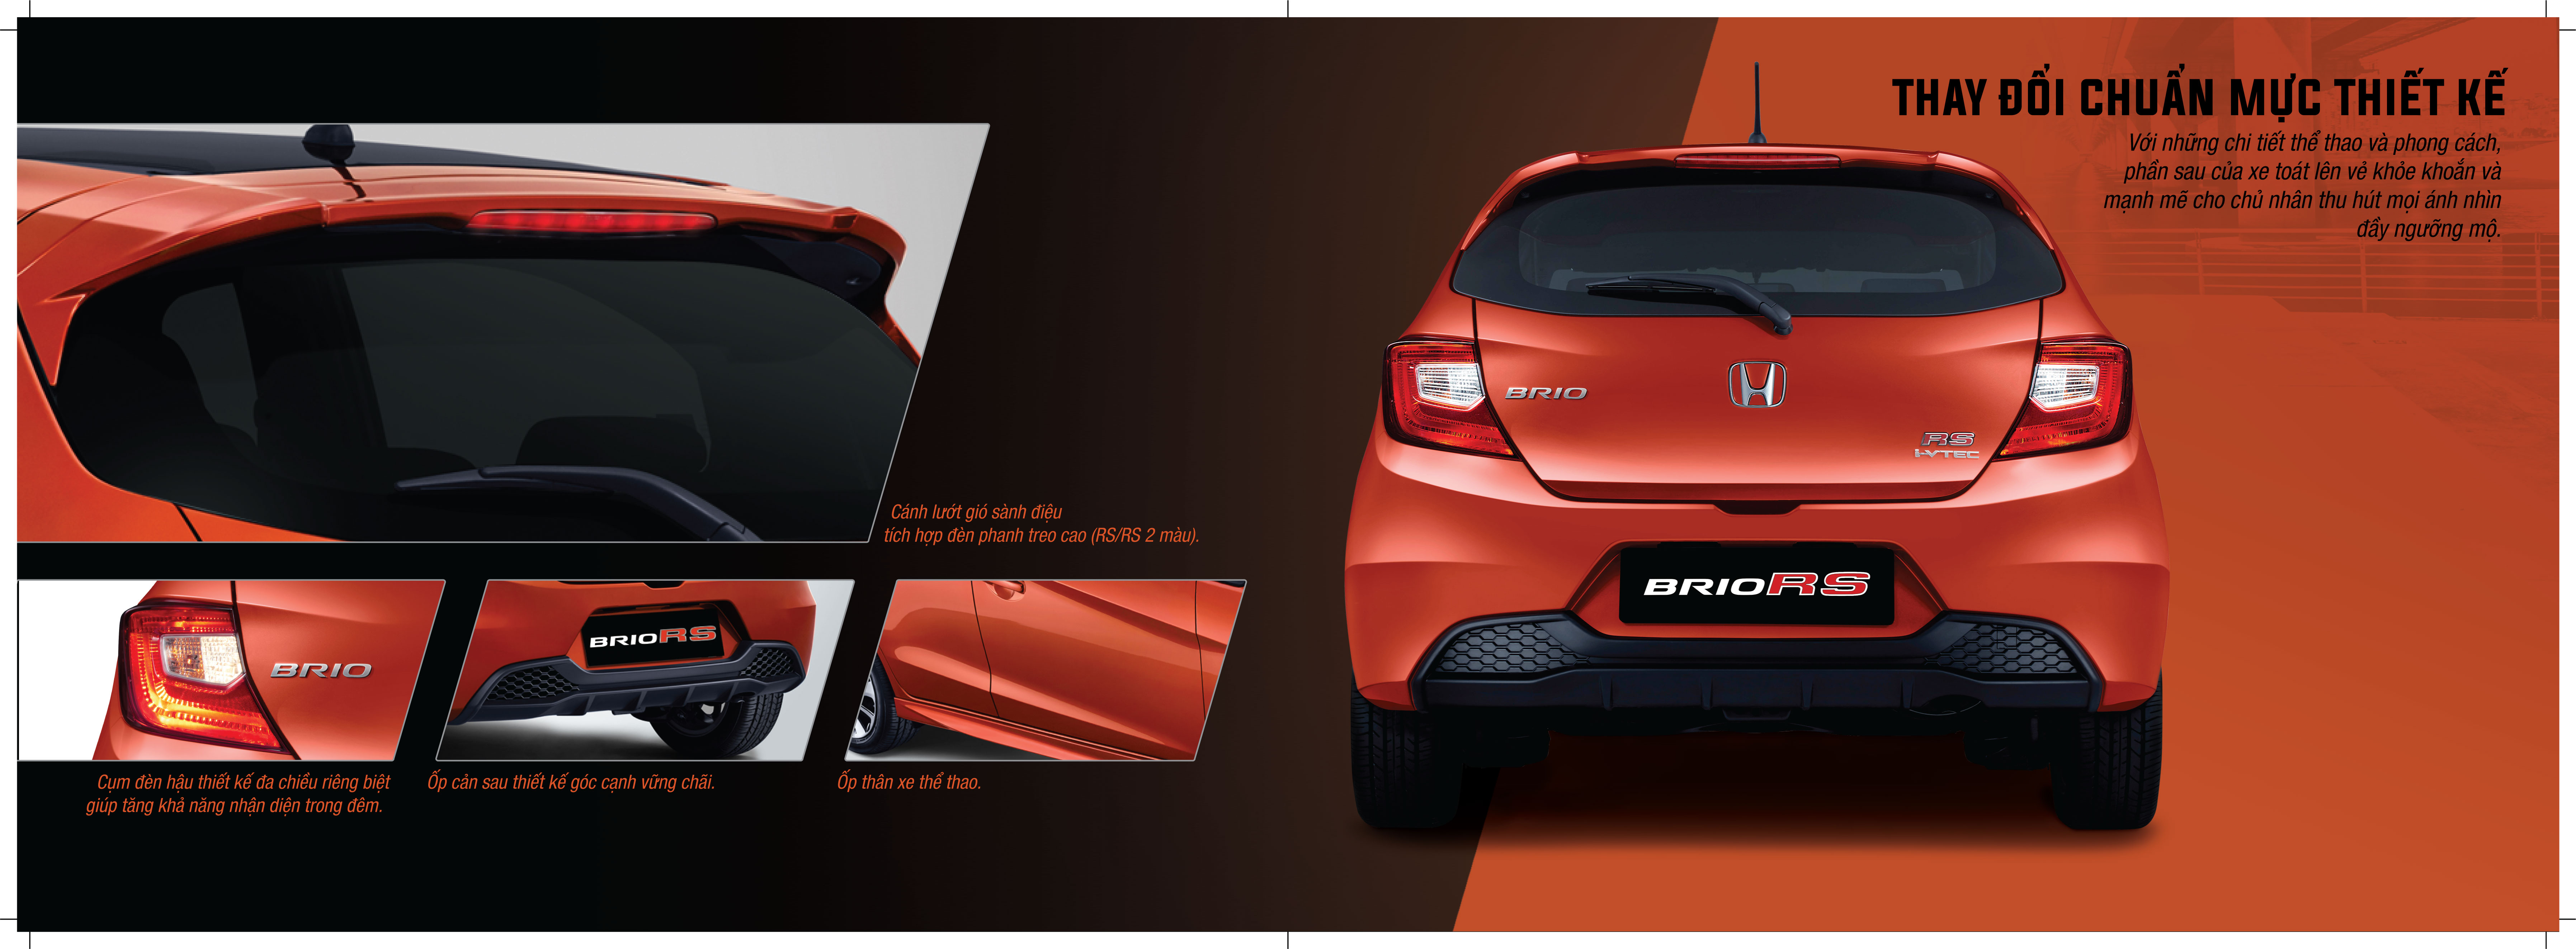 THAY ĐỔI CHUẨN MỰC THIẾT KẾ
Với những chi tiết thể thao và phong cách,
phần sau của xe toát lên vẻ khỏe khoắn và
mạnh mẽ cho chủ nhân thu hút mọi ánh nhìn
đầy ngưỡng mộ.
BRIO
RS
i-VTEC
BRIO RS
Cánh lướt gió sành điệu
tích hợp đèn phanh treo cao (RS/RS 2 màu).
BRIO
BRIO RS
Cụm đèn hậu thiết kế đa chiều riêng biệt
giúp tăng khả năng nhận diện trong đêm.
Ốp cản sau thiết kế góc cạnh vững chãi.
Ốp thân xe thể thao.